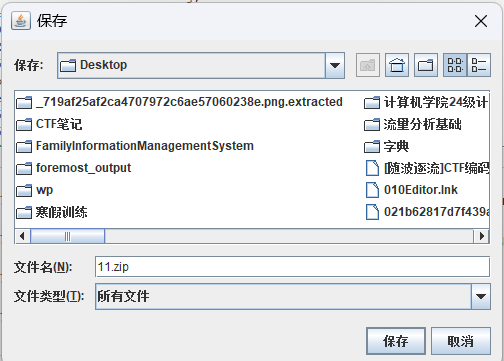 保存
保存:
Desktop
_719af25af2ca4707972c6ae57060238e.png.extracted
CTF笔记
FamilyInformationManagementSystem
foremost_output
wp
寒假训练
计算机学院24级计
流量分析基础
字典
[随波逐流]CTF编码
010Editor.lnk
021b62817d7f439a
文件名(N):
11.zip
文件类型(T):
所有文件
保存
取消